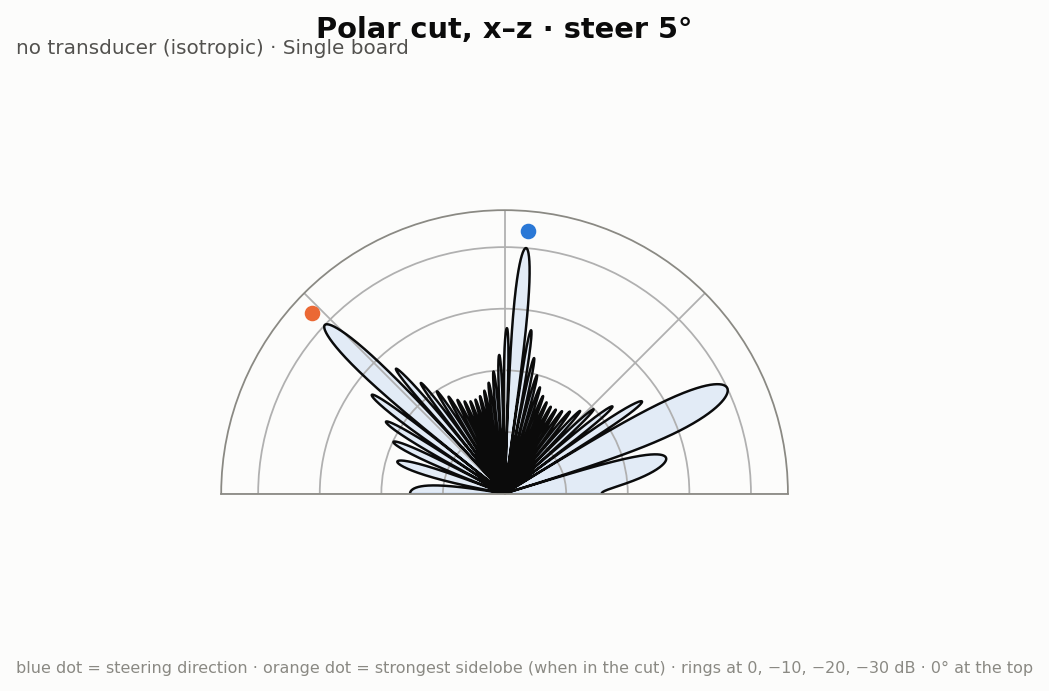 Polar cut, x–z · steer 5°
no transducer (isotropic) · Single board
blue dot = steering direction · orange dot = strongest sidelobe (when in the cut) · rings at 0, −10, −20, −30 dB · 0° at the top